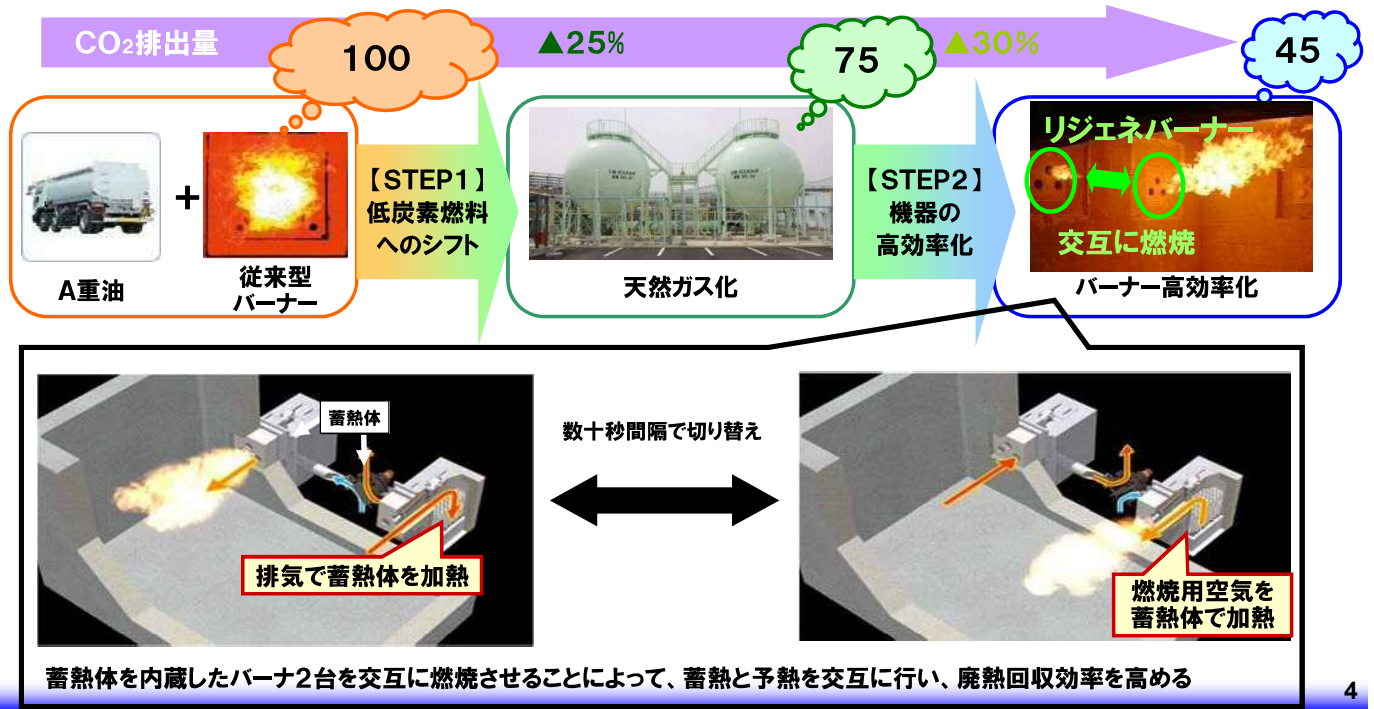 CO2排出量
100
▲25%
75
▲30%
45
A重油
+
従来型
バーナー
【STEP1】
低炭素燃料
へのシフト
天然ガス化
【STEP2】
機器の
高効率化
リジェネバーナー
交互に燃焼
バーナー高効率化
蓄熱体
排気で蓄熱体を加熱
数十秒間隔で切り替え
燃焼用空気を
蓄熱体で加熱
蓄熱体を内蔵したバーナ2台を交互に燃焼させることによって、蓄熱と予熱を交互に行い、廃熱回収効率を高める
4